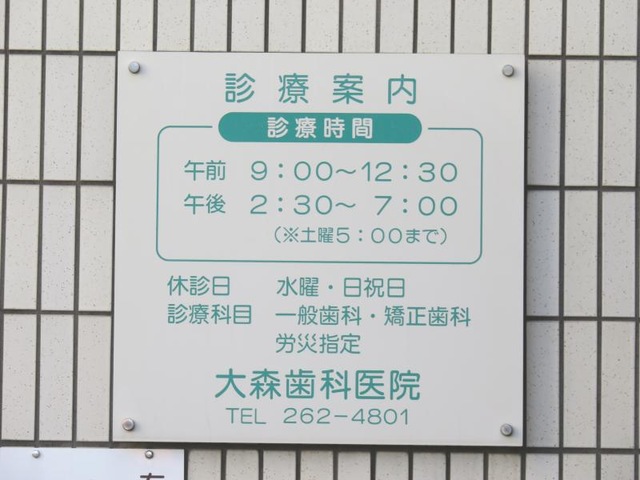 診療案内
診療時間
午前 9：00〜12：30
午後 2：30〜 7：00
（※土曜5：00まで）
休診日 水曜・日祝日
診療科目 一般歯科・矯正歯科
労災指定
大森歯科医院
TEL 262−4801